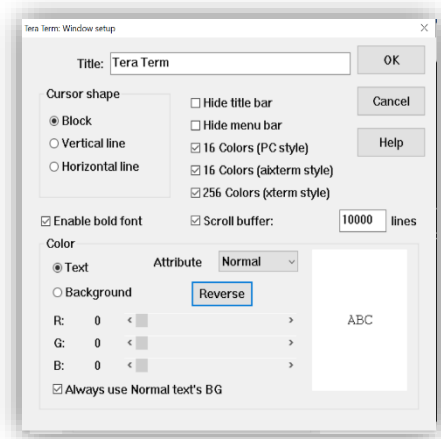 Tera Term: Window setup
Title: Tera Term OK
Cursor shape
Block
Vertical line
Horizontal line
Hide title bar
Hide menu bar
16 Colors (PC style)
16 Colors (aixterm style)
256 Colors (xterm style)
Cancel
Help
Enable bold font
Scroll buffer: 10000 lines
Color
Text
Background
Attribute Normal
Reverse
R: 0
G: 0
B: 0
ABC
Always use Normal text's BG